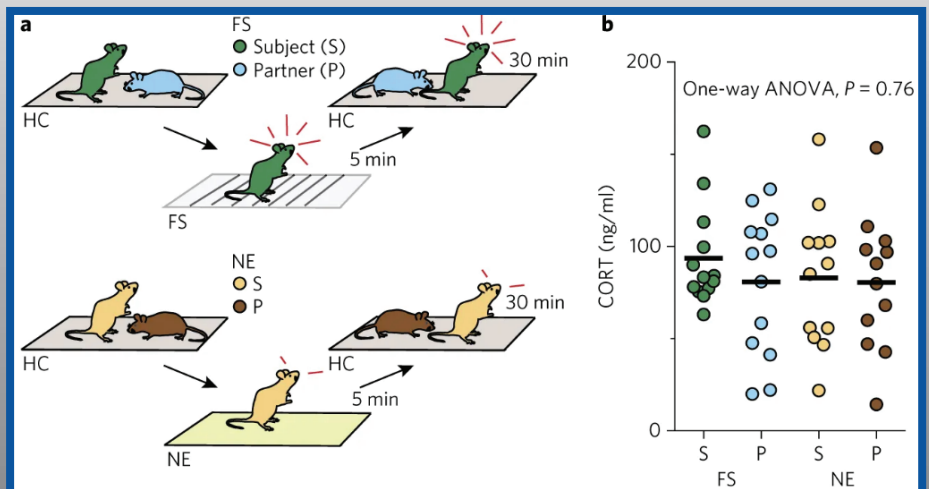 a
FS
Subject (S)
Partner (P)
HC
HC
30 min
5 min
FS
NE
S
P
HC
HC
30 min
5 min
NE
b
200
One-way ANOVA, P = 0.76
CORT (ng/ml)
100
0
S P S P
FS NE